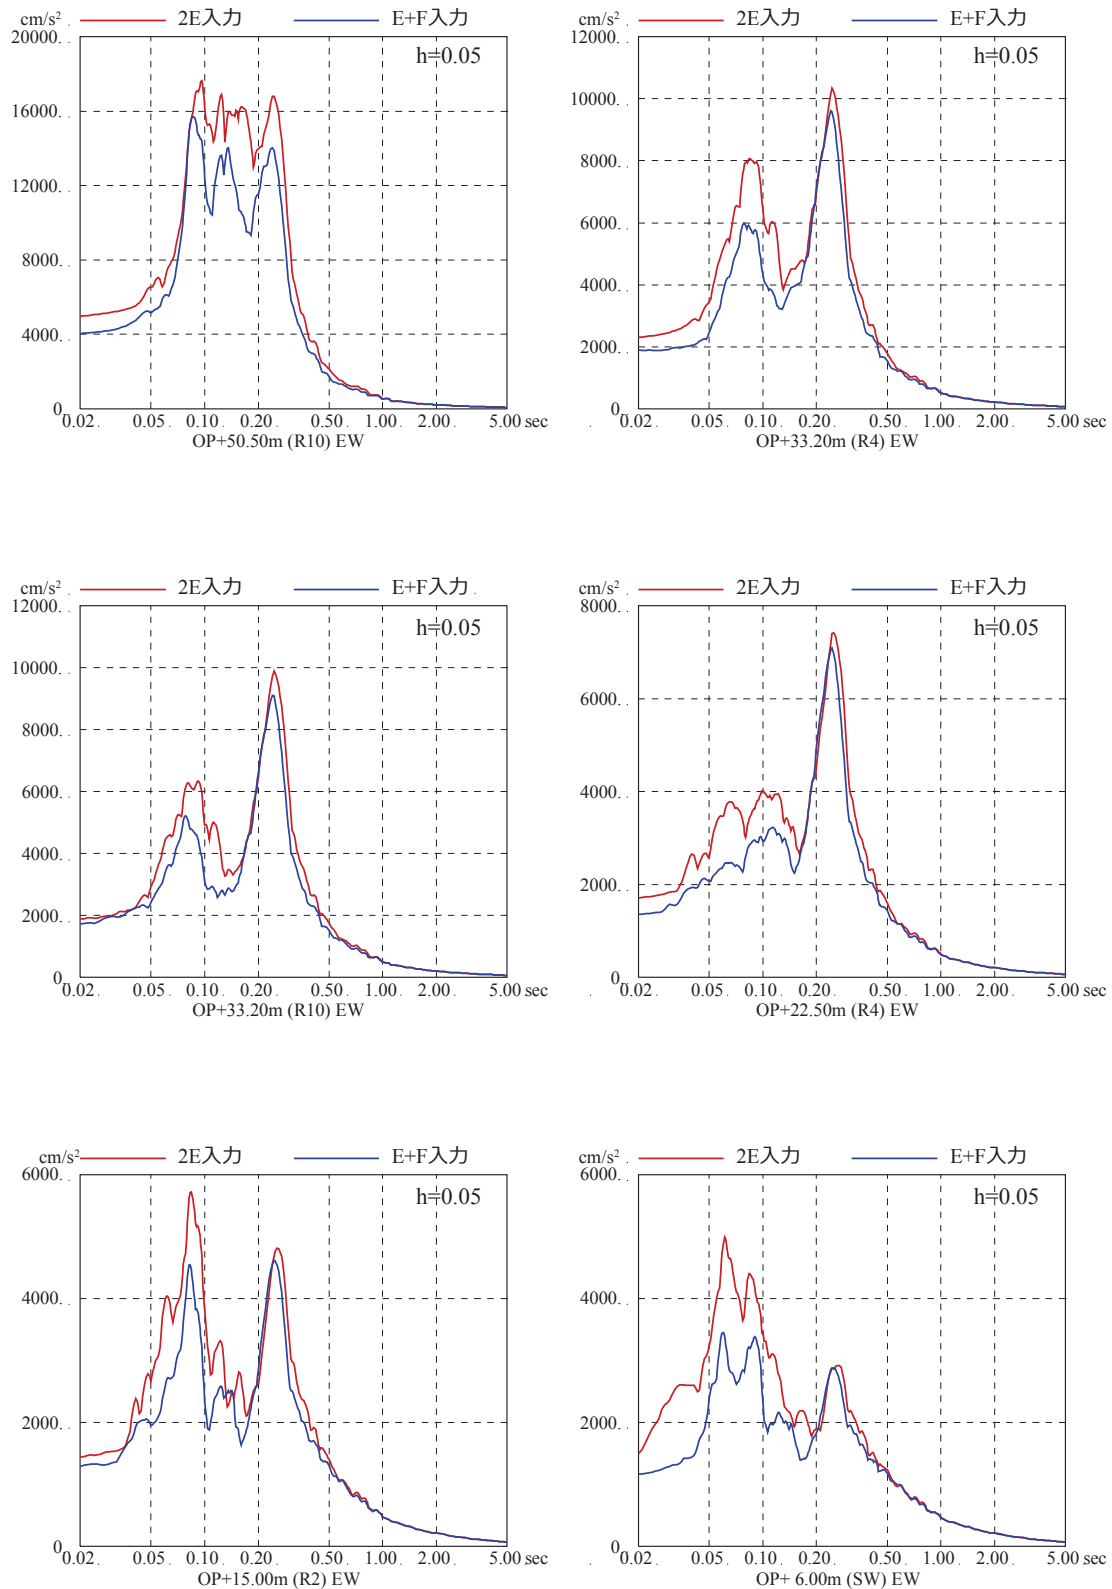 cm/s² 2E入力 E+F入力
20000.
h=0.05
16000.
12000.
8000.
4000.
0.
0.02 0.05 0.10 0.20 0.50 1.00 2.00 5.00 sec
OP+50.50m (R10) EW
cm/s² 2E入力 E+F入力
12000.
h=0.05
10000.
8000.
6000.
4000.
2000.
0.
0.02 0.05 0.10 0.20 0.50 1.00 2.00 5.00 sec
OP+33.20m (R4) EW
cm/s² 2E入力 E+F入力
12000.
h=0.05
10000.
8000.
6000.
4000.
2000.
0.
0.02 0.05 0.10 0.20 0.50 1.00 2.00 5.00 sec
OP+33.20m (R10) EW
cm/s² 2E入力 E+F入力
8000.
h=0.05
6000.
4000.
2000.
0.
0.02 0.05 0.10 0.20 0.50 1.00 2.00 5.00 sec
OP+22.50m (R4) EW
cm/s² 2E入力 E+F入力
6000.
h=0.05
4000.
2000.
0.
0.02 0.05 0.10 0.20 0.50 1.00 2.00 5.00 sec
OP+15.00m (R2) EW
cm/s² 2E入力 E+F入力
6000.
h=0.05
4000.
2000.
0.
0.02 0.05 0.10 0.20 0.50 1.00 2.00 5.00 sec
OP+ 6.00m (SW) EW